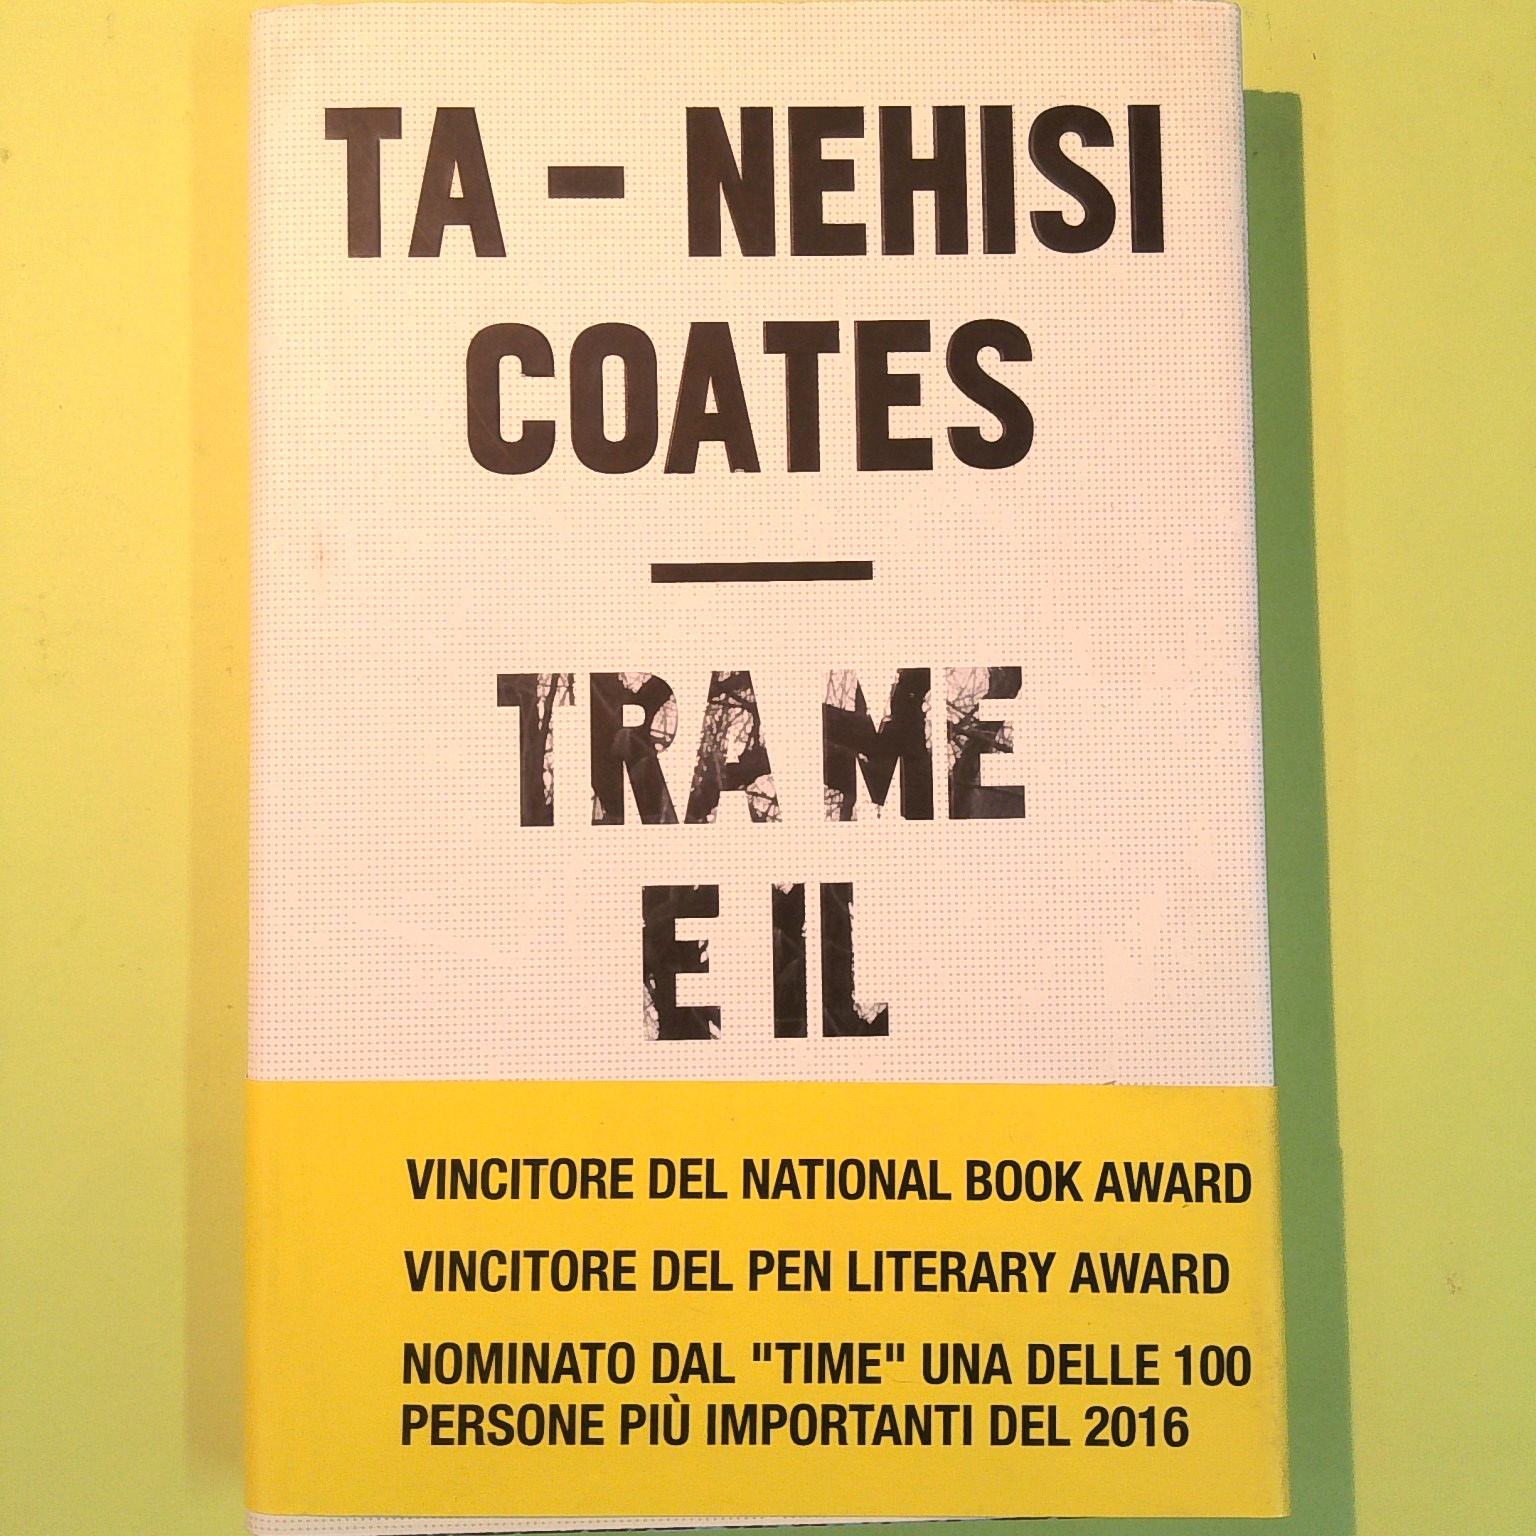 TA-NEHISI
COATES
TRA ME
E IL
VINCITORE DEL NATIONAL BOOK AWARD
VINCITORE DEL PEN LITERARY AWARD
NOMINATO DAL "TIME" UNA DELLE 100
PERSONE PIÙ IMPORTANTI DEL 2016